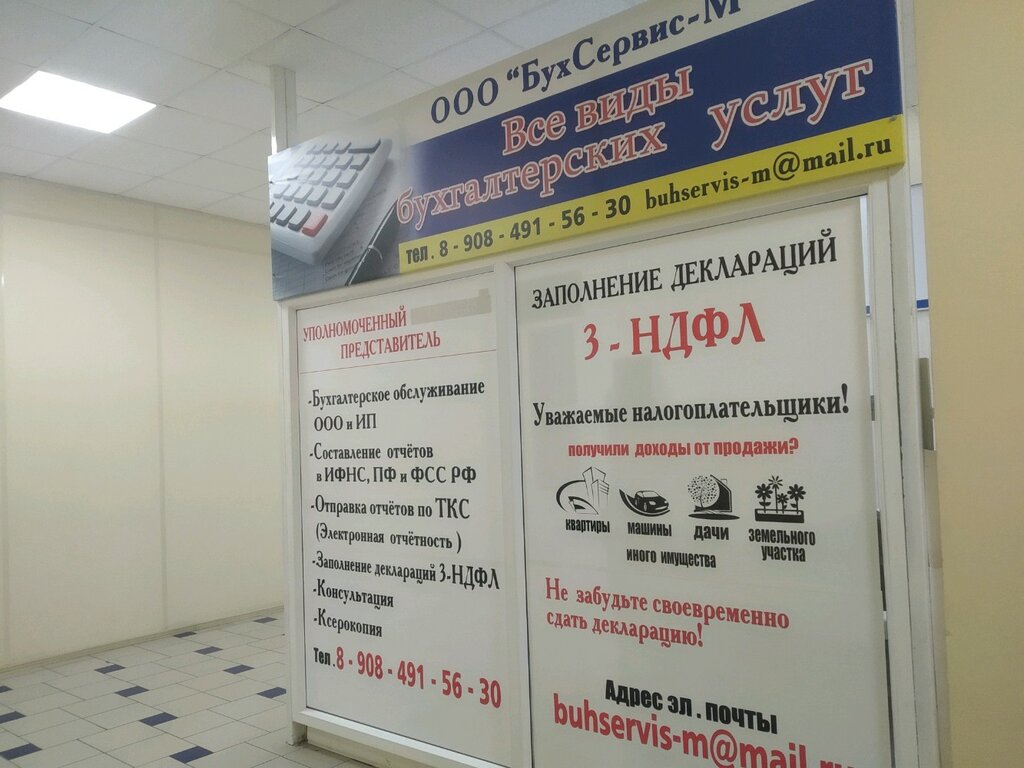 ООО "БухСервис-М"
Все виды
бухгалтерских услуг
тел. 8 - 908 - 491 - 56 - 30 buhservis-m@mail.ru
УПОЛНОМОЧЕННЫЙ
ПРЕДСТАВИТЕЛЬ
-Бухгалтерское обслуживание
ООО и ИП
-Составление отчётов
в ИФНС, ПФ и ФСС РФ
-Отправка отчётов по ТКС
(Электронная отчётность)
-Заполнение деклараций 3-НДФЛ
-Консультация
-Ксерокопия
Тел.8 - 908 - 491 - 56 - 30
ЗАПОЛНЕНИЕ ДЕКЛАРАЦИЙ
3 - НДФЛ
Уважаемые налогоплательщики!
получили доходы от продажи?
квартиры машины дачи земельного участка
иного имущества
Не забудьте своевременно
сдать декларацию!
Адрес эл . почты
buhservis-m@mail.ru